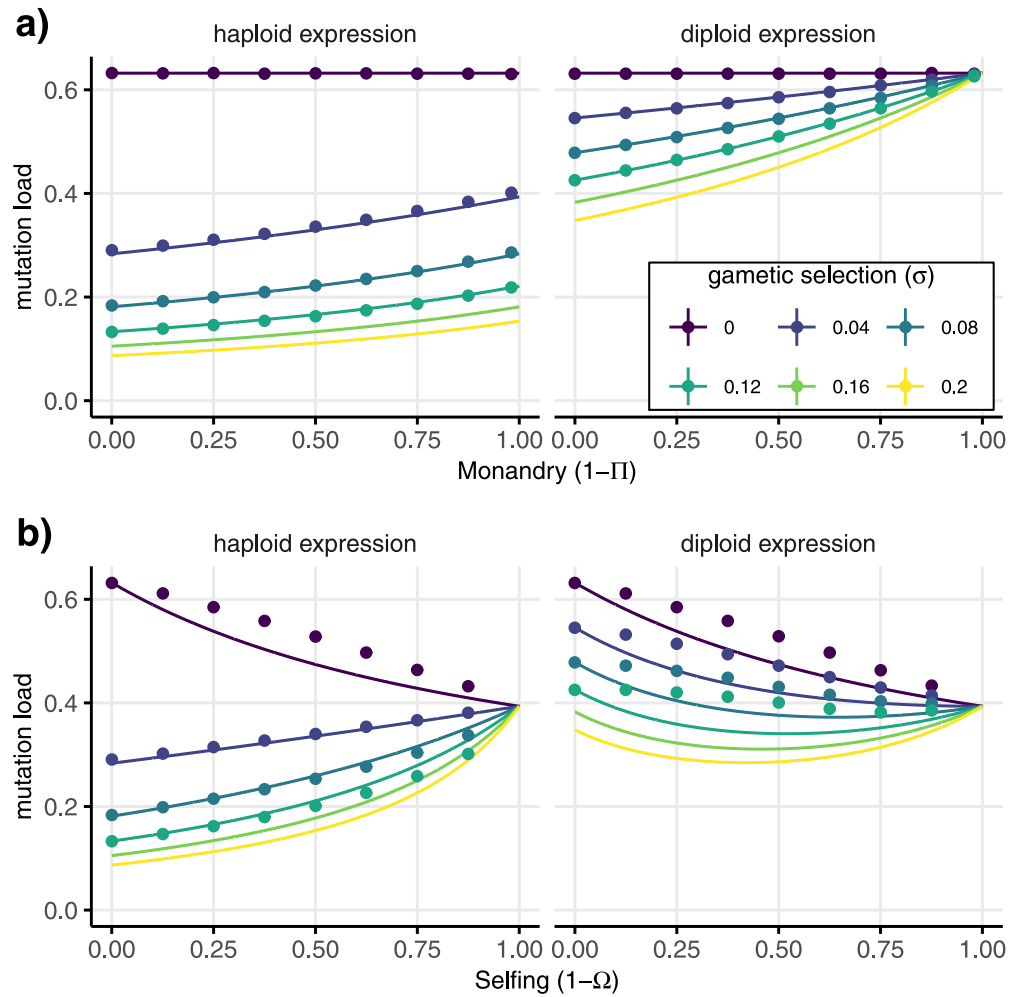 a)
haploid expression
diploid expression
mutation load
0.6
0.4
0.2
0.0
gametic selection (σ)
0
0.04
0.08
0.12
0.16
0.2
0.00 0.25 0.50 0.75 1.00
0.00 0.25 0.50 0.75 1.00
Monandry (1−Π)
b)
haploid expression
diploid expression
mutation load
0.6
0.4
0.2
0.0
0.00 0.25 0.50 0.75 1.00
0.00 0.25 0.50 0.75 1.00
Selfing (1−Ω)